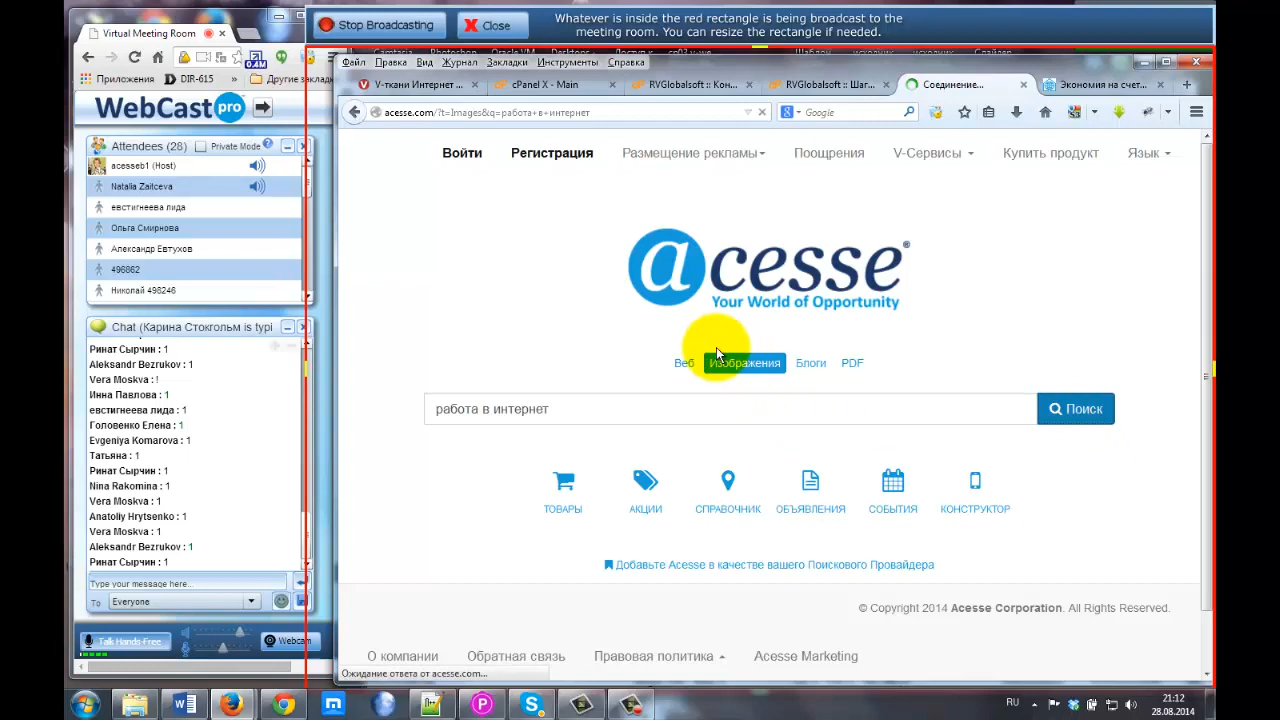 Virtual Meeting Room
Приложения
DIR-615
Другие заклад
WebCast pro
Attendees (28)
Private Mode
acesseb1 (Host)
Natalia Zaitceva
евстигнеева лида
Ольга Смирнова
Александр Евтухов
496862
Николай 498246
Chat (Карина Стокгольм is typi
Ринат Сырчин : 1
Aleksandr Bezrukov : 1
Vera Moskva : !
Инна Павлова : 1
евстигнеева лида : 1
Головенко Елена : 1
Evgeniya Komarova : 1
Татьяна : 1
Ринат Сырчин : 1
Nina Rakomina : 1
Vera Moskva : 1
Anatoliy Hrytsenko : 1
Vera Moskva : 1
Aleksandr Bezrukov : 1
Ринат Сырчин : 1
Type your message here...
To Everyone
Talk Hands-Free
Webcam
Stop Broadcasting
Close
Whatever is inside the red rectangle is being broadcast to the
meeting room. You can resize the rectangle if needed.
Файл Правка Вид Журнал Закладки Инструменты Справка
V-ткани Интернет ...
cPanel X - Main
RVGlobalsoft :: Кон...
RVGlobalsoft :: Шаг...
Соединение...
Экономия на счет...
acesse.com/?t=Images&q=работа+в+интернет
Google
Войти Регистрация Размещение рекламы Поощрения V-Сервисы Купить продукт Язык
acesse®
Your World of Opportunity
Веб Изображения Блоги PDF
работа в интернет
Поиск
ТОВАРЫ АКЦИИ СПРАВОЧНИК ОБЪЯВЛЕНИЯ СОБЫТИЯ КОНСТРУКТОР
Добавьте Acesse в качестве вашего Поискового Провайдера
© Copyright 2014 Acesse Corporation. All Rights Reserved.
О компании Обратная связь Правовая политика Acesse Marketing
Ожидание ответа от acesse.com...
RU
21:12
28.08.2014